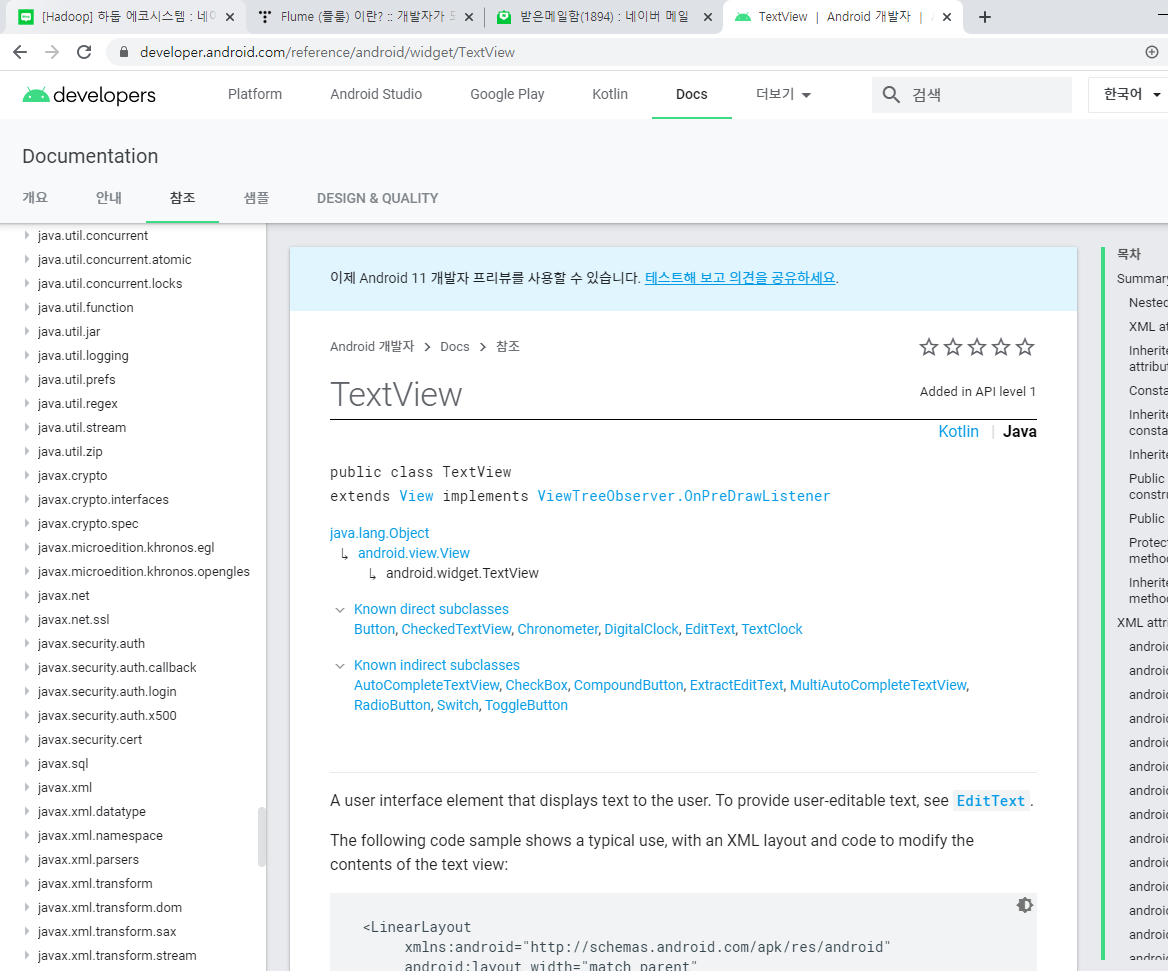 [Hadoop] 하둡 에코시스템 : 네이
Flume (플룸) 이란? :: 개발자가
받은메일함(1894) : 네이버 메일
TextView | Android 개발자 |
developer.android.com/reference/android/widget/TextView
developers
Platform
Android Studio
Google Play
Kotlin
Docs
더보기
검색
한국어
Documentation
개요
안내
참조
샘플
DESIGN & QUALITY
java.util.concurrent
java.util.concurrent.atomic
java.util.concurrent.locks
java.util.function
java.util.jar
java.util.logging
java.util.prefs
java.util.regex
java.util.stream
java.util.zip
javax.crypto
javax.crypto.interfaces
javax.crypto.spec
javax.microedition.khronos.egl
javax.microedition.khronos.opengles
javax.net
javax.net.ssl
javax.security.auth
javax.security.auth.callback
javax.security.auth.login
javax.security.auth.x500
javax.security.cert
javax.sql
javax.xml
javax.xml.datatype
javax.xml.namespace
javax.xml.parsers
javax.xml.transform
javax.xml.transform.dom
javax.xml.transform.sax
javax.xml.transform.stream
이제 Android 11 개발자 프리뷰를 사용할 수 있습니다. 테스트해 보고 의견을 공유하세요.
Android 개발자 > Docs > 참조
TextView
Added in API level 1
Kotlin | Java
public class TextView
extends View implements ViewTreeObserver.OnPreDrawListener
java.lang.Object
↳ android.view.View
↳ android.widget.TextView
Known direct subclasses
Button, CheckedTextView, Chronometer, DigitalClock, EditText, TextClock
Known indirect subclasses
AutoCompleteTextView, CheckBox, CompoundButton, ExtractEditText, MultiAutoCompleteTextView,
RadioButton, Switch, ToggleButton
A user interface element that displays text to the user. To provide user-editable text, see EditText.
The following code sample shows a typical use, with an XML layout and code to modify the
contents of the text view:
<LinearLayout
xmlns:android="http://schemas.android.com/apk/res/android"
android:layout_width="match_parent"
목차
Summary
Nested
XML at
Inherite
attribut
Consta
Inherite
consta
Inherite
Public
constru
Public
Protect
metho
Inherite
metho
XML attri
androi
androi
androi
androi
androi
androi
androi
androi
androi
androi
androi
androi
androi
androi